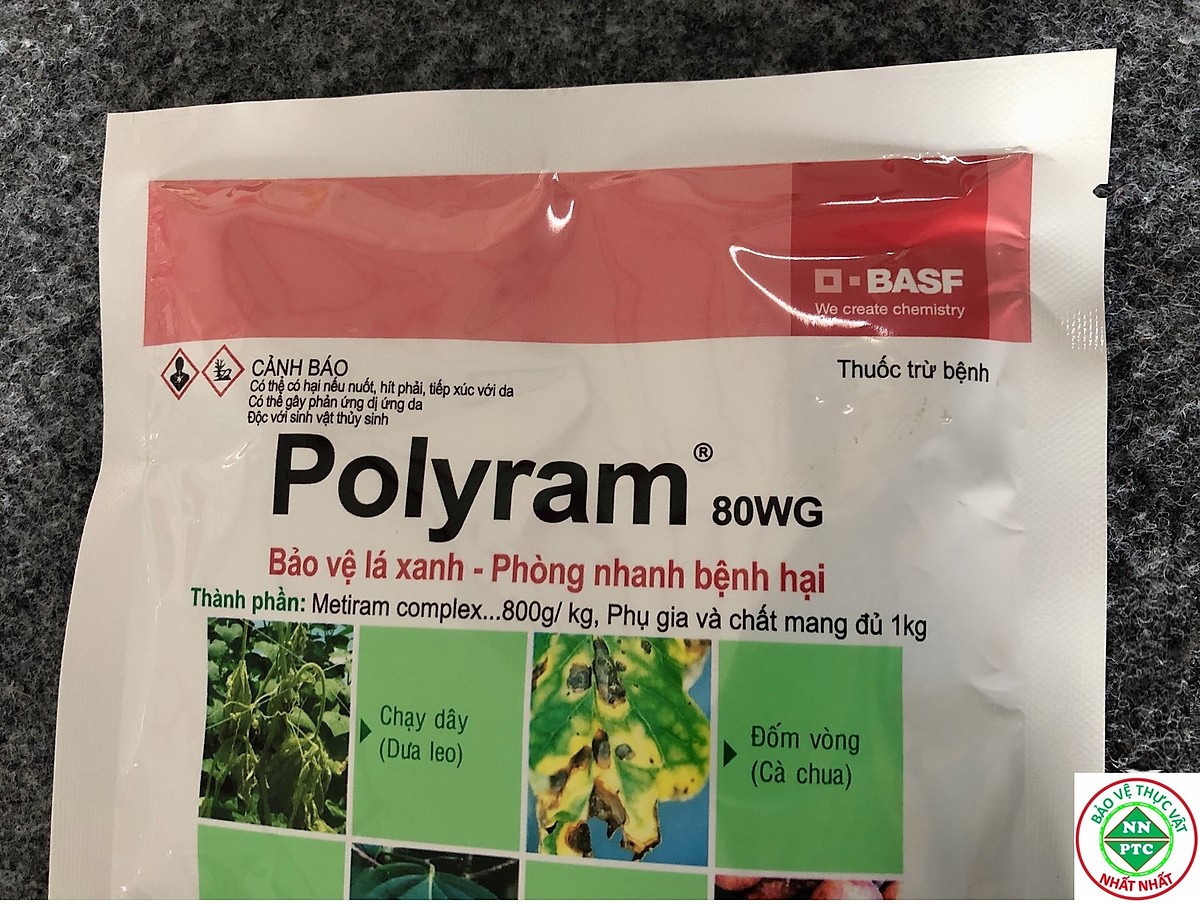 BASF
We create chemistry
CẢNH BÁO
Có thể có hại nếu nuốt, hít phải, tiếp xúc với da
Có thể gây phản ứng dị ứng da
Độc với sinh vật thủy sinh
Thuốc trừ bệnh
Polyram® 80WG
Bảo vệ lá xanh - Phòng nhanh bệnh hại
Thành phần: Metiram complex...800g/ kg, Phụ gia và chất mang đủ 1kg
Chạy dây
(Dưa leo)
Đốm vòng
(Cà chua)
BẢO VỆ THỰC VẬT
NN
PTC
NHẤT NHẤT